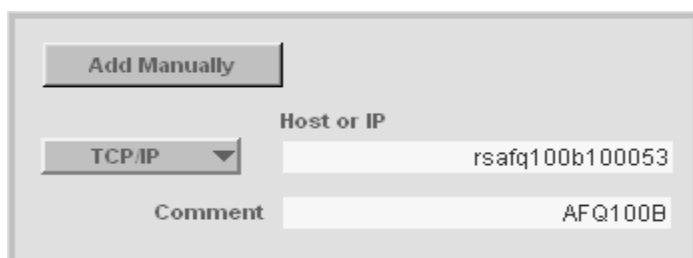 Add Manually
Host or IP
TCP/IP rsafq100b100053
Comment AFQ100B